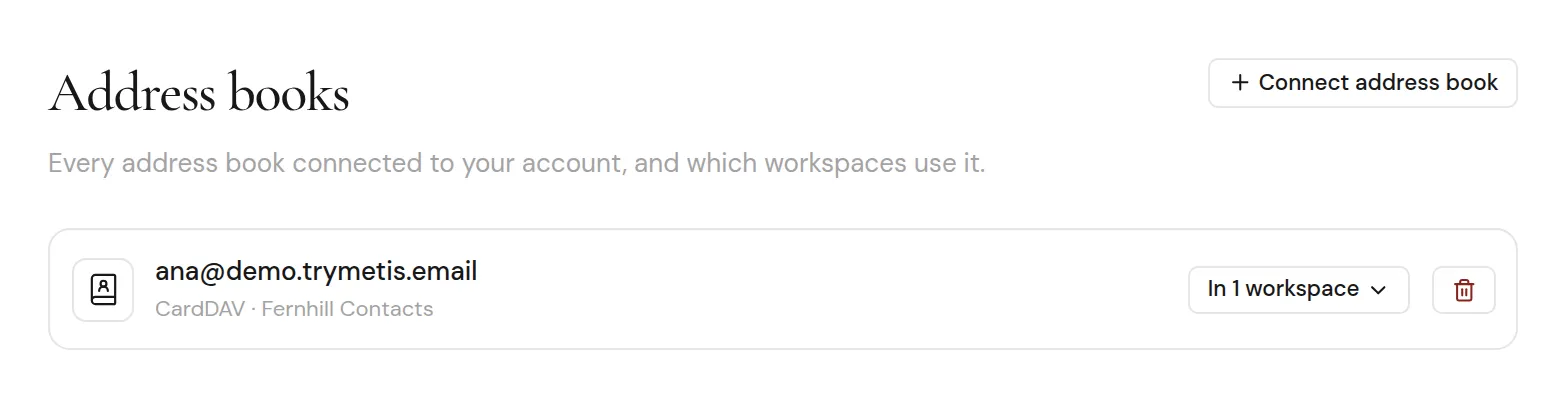 Address books
+ Connect address book
Every address book connected to your account, and which workspaces use it.
ana@demo.trymetis.email
CardDAV · Fernhill Contacts
In 1 workspace